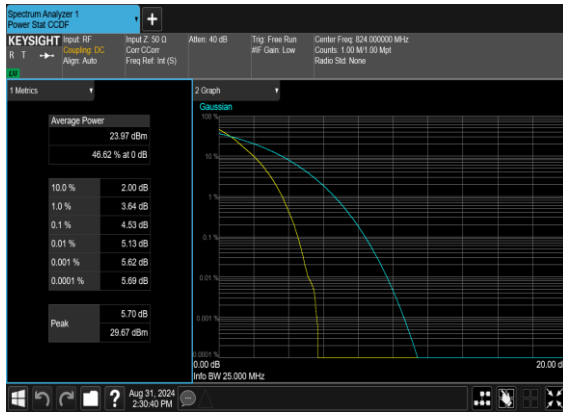 Spectrum Analyzer 1
Power Stat CCDF
+
KEYSIGHT
R T
LXI
Input: RF
Coupling: DC
Align: Auto
Input Z: 50 Ω
Corr CCorr
Freq Ref: Int (S)
Atten: 40 dB
Trig: Free Run
#IF Gain: Low
Center Freq: 824.000000 MHz
Counts: 1.00 M/1.00 Mpt
Radio Std: None
1 Metrics
Average Power
23.97 dBm
46.62 % at 0 dB
10.0 % 2.00 dB
1.0 % 3.64 dB
0.1 % 4.53 dB
0.01 % 5.13 dB
0.001 % 5.62 dB
0.0001 % 5.69 dB
Peak 5.70 dB
29.67 dBm
2 Graph
Gaussian
100 %
10 %
1 %
0.1 %
0.01 %
0.001 %
0.0001 %
0.00 dB 20.00 d
Info BW 25.000 MHz
?
Aug 31, 2024
2:30:40 PM